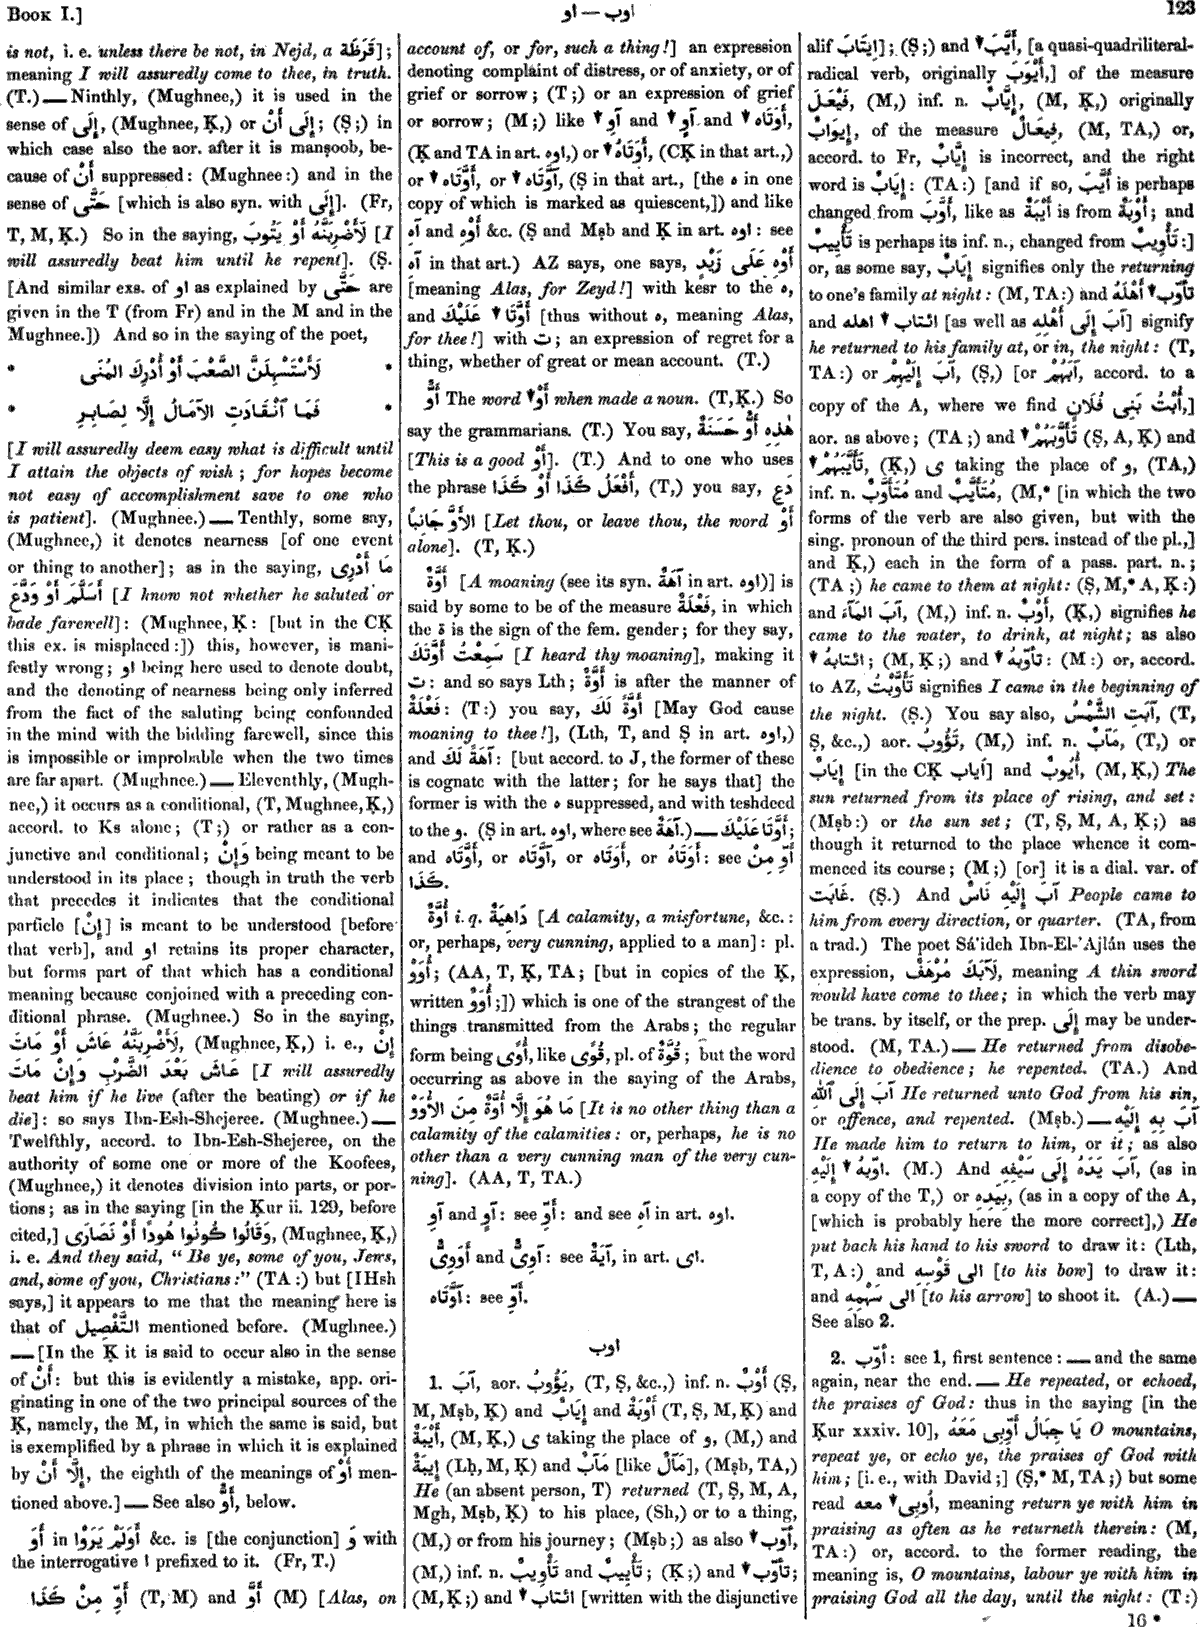 BOOK I.]
او — اوب
123
is not, i. e. unless there be not, in Nejd, a قَرَظَة];
meaning I will assuredly come to thee, in truth.
(T.) — Ninthly, (Mughnee,) it is used in the
sense of إِلَى, (Mughnee, Ḳ,) or إِلَى أَنْ; (Ṣ;) in
which case also the aor. after it is manṣoob, be-
cause of أَنْ suppressed: (Mughnee:) and in the
sense of حَتَّى [which is also syn. with إِلَى]. (Fr,
T, M, Ḳ.) So in the saying, لَأَضْرِبَنَّهُ أَوْ يَتُوبَ [I
will assuredly beat him until he repent]. (Ṣ.
[And similar exs. of او as explained by حَتَّى are
given in the T (from Fr) and in the M and in the
Mughnee.]) And so in the saying of the poet,
* لَأَسْتَسْهِلَنَّ الصَّعْبَ أَوْ أُدْرِكَ المُنَى *
* فَمَا ٱنْقَادَتِ الآمَالُ إِلَّا لِصَابِرِ *
[I will assuredly deem easy what is difficult until
I attain the objects of wish; for hopes become
not easy of accomplishment save to one who
is patient]. (Mughnee.) — Tenthly, some say,
(Mughnee,) it denotes nearness [of one event
or thing to another]; as in the saying, مَا أَدْرِى
أَسَلَّمَ أَوْ وَدَّعَ [I know not whether he saluted or
bade farewell]: (Mughnee, Ḳ: [but in the CḲ
this ex. is misplaced:]) this, however, is mani-
festly wrong; او being here used to denote doubt,
and the denoting of nearness being only inferred
from the fact of the saluting being confounded
in the mind with the bidding farewell, since this
is impossible or improbable when the two times
are far apart. (Mughnee.) — Eleventhly, (Mugh-
nee,) it occurs as a conditional, (T, Mughnee, Ḳ,)
accord. to Ks alone; (T;) or rather as a con-
junctive and conditional; وَإِنْ being meant to be
understood in its place; though in truth the verb
that precedes it indicates that the conditional
particle [إِنْ] is meant to be understood [before
that verb], and او retains its proper character,
but forms part of that which has a conditional
meaning because conjoined with a preceding con-
ditional phrase. (Mughnee.) So in the saying,
لَأَضْرِبَنَّهُ عَاشَ أَوْ مَاتَ, (Mughnee, Ḳ,) i. e., إِنْ
عَاشَ بَعْدَ الضَّرْبِ وَإِنْ مَاتَ [I will assuredly
beat him if he live (after the beating) or if he
die]: so says Ibn-Esh-Shejeree. (Mughnee.) —
Twelfthly, accord. to Ibn-Esh-Shejeree, on the
authority of some one or more of the Koofees,
(Mughnee,) it denotes division into parts, or por-
tions; as in the saying [in the Ḳur ii. 129, before
cited,] وَقَالُوا كُونُوا هُودًا أَوْ نَصَارَى, (Mughnee, Ḳ,)
i. e. And they said, "Be ye, some of you, Jews,
and, some of you, Christians:" (TA:) but [IHsh
says,] it appears to me that the meaning here is
that of التَّفْصِيل mentioned before. (Mughnee.)
— [In the Ḳ it is said to occur also in the sense
of أَنْ: but this is evidently a mistake, app. ori-
ginating in one of the two principal sources of the
Ḳ, namely, the M, in which the same is said, but
is exemplified by a phrase in which it is explained
by إِلَّا أَنْ, the eighth of the meanings of أَوْ men-
tioned above.] — See also أَوٌّ, below.
أَوَ in أَوَلَمْ يَرَوْا &c. is [the conjunction] وَ with
the interrogative ا prefixed to it. (Fr, T.)
أَوِّ مِنْ كَذَا (T, M) and أَوَّ (M) [Alas, on
account of, or for, such a thing!] an expression
denoting complaint of distress, or of anxiety, or of
grief or sorrow; (T;) or an expression of grief
or sorrow; (M;) like آوِ and آوٍ and أَوَّتَاه,
(Ḳ and TA in art. اوه,) or أَوَتَاهُ, (CḲ in that art.,)
or أَوَّتَاه, or آوَّتَاه, (Ṣ in that art., [the ه in one
copy of which is marked as quiescent,]) and like
آهِ and أَوْهِ &c. (Ṣ and Mṣb and Ḳ in art. اوه: see
آه in that art.) AZ says, one says, أَوْهِ عَلَى زَيْدٍ
[meaning Alas, for Zeyd!] with kesr to the ه,
and أَوَّتَا عَلَيْكَ [thus without ه, meaning Alas,
for thee!] with ت; an expression of regret for a
thing, whether of great or mean account. (T.)
أَوٌّ The word أَوْ when made a noun. (T, Ḳ.) So
say the grammarians. (T.) You say, هٰذِهِ أَوٌّ حَسَنَةٌ
[This is a good أَوْ]. (T.) And to one who uses
the phrase أَفْعَلُ كَذَا أَوْ كَذَا, (T,) you say, دَعِ
الأَوَّ جَانِبًا [Let thou, or leave thou, the word أَوْ
alone]. (T, Ḳ.)
أَوَّةٌ [A moaning (see its syn. آهَةٌ in art. اوه)] is
said by some to be of the measure فَعْلَةٌ, in which
the ة is the sign of the fem. gender; for they say,
سَمِعْتُ أَوَّتَكَ [I heard thy moaning], making it
ت: and so says Lth; أَوَّةٌ is after the manner of
فَعْلَةٌ: (T:) you say, أَوَّةً لَكَ [May God cause
moaning to thee!], (Lth, T, and Ṣ in art. اوه,)
and آهَةً لَكَ: [but accord. to J, the former of these
is cognate with the latter; for he says that] the
former is with the ه suppressed, and with teshdeed
to the و. (Ṣ in art. اوه, where see آهَةٌ.) — أَوَّتَا عَلَيْكَ;
and أَوَّتَاه, or آوَّتَاه, or أَوَتَاه, or أَوَتَاهُ: see أَوِّ مِنْ
كَذَا.
أُوَّةٌ i. q. دَاهِيَةٌ [A calamity, a misfortune, &c.:
or, perhaps, very cunning, applied to a man]: pl.
أُوَوٌ; (AA, T, Ḳ, TA; [but in copies of the Ḳ,
written أُوَوٌ;]) which is one of the strangest of the
things transmitted from the Arabs; the regular
form being أُوًى, like قُوًى, pl. of قُوَّةٌ; but the word
occurring as above in the saying of the Arabs,
مَا هُوَ إِلَّا أُوَّةٌ مِنَ الأُوَوِ [It is no other thing than a
calamity of the calamities: or, perhaps, he is no
other than a very cunning man of the very cun-
ning]. (AA, T, TA.)
آوِ and آوٍ: see أَوِّ: and see آهِ in art. اوه.
أَوَوِىٌّ and آوِىٌّ: see آيَةٌ, in art. اى.
آوَّتَاه: see أَوِّ.
اوب
1. آبَ, aor. يَؤُوبُ, (T, Ṣ, &c.,) inf. n. أَوْبٌ (Ṣ,
M, Mṣb, Ḳ) and إِيَابٌ and أَوْبَةٌ (T, Ṣ, M, Ḳ) and
أَيْبَةٌ, (M, Ḳ,) ى taking the place of و, (M,) and
إِيبَةٌ (Lḥ, M, Ḳ) and مَآبٌ [like مَآلٌ], (Mṣb, TA,)
He (an absent person, T) returned (T, Ṣ, M, A,
Mgh, Mṣb, Ḳ) to his place, (Sh,) or to a thing,
(M,) or from his journey; (Mṣb;) as also أَوَّبَ,
(M,) inf. n. تَأْوِيبٌ and تَأْيِيبٌ; (Ḳ;) and تَأَوَّبَ;
(M, Ḳ;) and ائتاب [written with the disjunctive
alif اِيتَابَ]; (Ṣ;) and أَيَّبَ, [a quasi-quadriliteral-
radical verb, originally أَيْوَبَ,] of the measure
فَيْعَلَ, (M,) inf. n. إِيَّابٌ, (M, Ḳ,) originally
إِيوَابٌ, of the measure فِيعَالٌ, (M, TA,) or,
accord. to Fr, إِيَّابٌ is incorrect, and the right
word is إِيَابٌ: (TA:) [and if so, أَيَّبَ is perhaps
changed from أَوَّبَ, like as أَيْبَةٌ is from أَوْبَةٌ; and
تَأْيِيبٌ is perhaps its inf. n., changed from تَأْوِيبٌ:]
or, as some say, إِيَابٌ signifies only the returning
to one's family at night: (M, TA:) and تَأَوَّبَ أَهْلَهُ
and ائتاب اهله [as well as آبَ إِلَى أَهْلِهِ] signify
he returned to his family at, or in, the night: (T,
TA:) or آبَ إِلَيْهِمْ, (Ṣ,) [or آبَهُمْ, accord. to a
copy of the A, where we find أُبْتُ بَنِى فُلَانٍ,]
aor. as above; (TA;) and تَأَوَّبَهُمْ (Ṣ, A, Ḳ) and
تَأَيَّبَهُمْ, (Ḳ,) ى taking the place of و, (TA,)
inf. n. مُتَأَوَّبٌ and مُتَأَيَّبٌ, (M,* [in which the two
forms of the verb are also given, but with the
sing. pronoun of the third pers. instead of the pl.,]
and Ḳ,) each in the form of a pass. part. n.;
(TA;) he came to them at night: (Ṣ, M,* A, Ḳ:)
and آبَ المَآءَ, (M,) inf. n. أَوْبٌ, (Ḳ,) signifies he
came to the water, to drink, at night; as also
ائتابهُ; (M, Ḳ;) and تَأَوَّبَهُ: (M:) or, accord.
to AZ, تَأَوَّبْتُ signifies I came in the beginning of
the night. (Ṣ.) You say also, آبَتِ الشَّمْسُ, (T,
Ṣ, &c.,) aor. تَؤُوبُ, (M,) inf. n. مَآبٌ, (T,) or
إِيَابٌ [in the CḲ اَياب] and أُيُوبٌ, (M, Ḳ,) The
sun returned from its place of rising, and set:
(Mṣb:) or the sun set; (T, Ṣ, M, A, Ḳ;) as
though it returned to the place whence it com-
menced its course; (M;) [or] it is a dial. var. of
غَابَت. (Ṣ.) And آبَ إِلَيْهِ نَاسٌ People came to
him from every direction, or quarter. (TA, from
a trad.) The poet Sá'ideh Ibn-El-'Ajlán uses the
expression, لَآبَكَ مُرْهَفٌ, meaning A thin sword
would have come to thee; in which the verb may
be trans. by itself, or the prep. إِلَى may be under-
stood. (M, TA.) — He returned from disobe-
dience to obedience; he repented. (TA.) And
آبَ إِلَى ٱللّٰهِ He returned unto God from his sin,
or offence, and repented. (Mṣb.) — آبَ بِهِ إِلَيْهِ
He made him to return to him, or it; as also
اوّبهُ إِلَيْهِ. (M.) And آبَ يَدَهُ إِلَى سَيْفِهِ, (as in
a copy of the T,) or بِيَدِهِ, (as in a copy of the A,
[which is probably here the more correct],) He
put back his hand to his sword to draw it: (Lth,
T, A:) and الى قَوْسِهِ [to his bow] to draw it:
and الى سَهْمِهِ [to his arrow] to shoot it. (A.) —
See also 2.
2. أَوَّبَ: see 1, first sentence: — and the same
again, near the end. — He repeated, or echoed,
the praises of God: thus in the saying [in the
Ḳur xxxiv. 10], يَا جِبَالُ أَوِّبِى مَعَهُ O mountains,
repeat ye, or echo ye, the praises of God with
him; [i. e., with David;] (Ṣ,* M, TA;) but some
read أُوبِى معه, meaning return ye with him in
praising as often as he returneth therein: (M,
TA:) or, accord. to the former reading, the
meaning is, O mountains, labour ye with him in
praising God all the day, until the night: (T:)
16 *